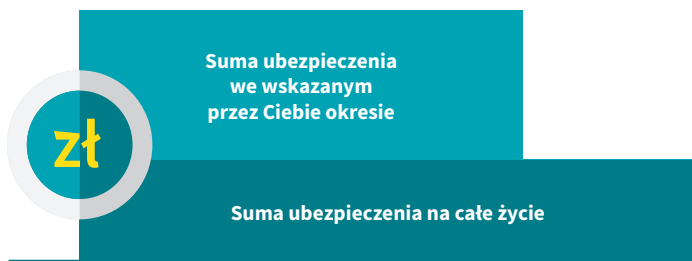 Suma ubezpieczenia
we wskazanym
przez Ciebie okresie
zł
Suma ubezpieczenia na całe życie